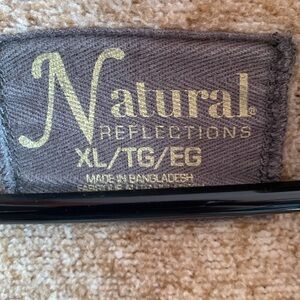 Natural®
REFLECTIONS
XL/TG/EG
MADE IN BANGLADESH